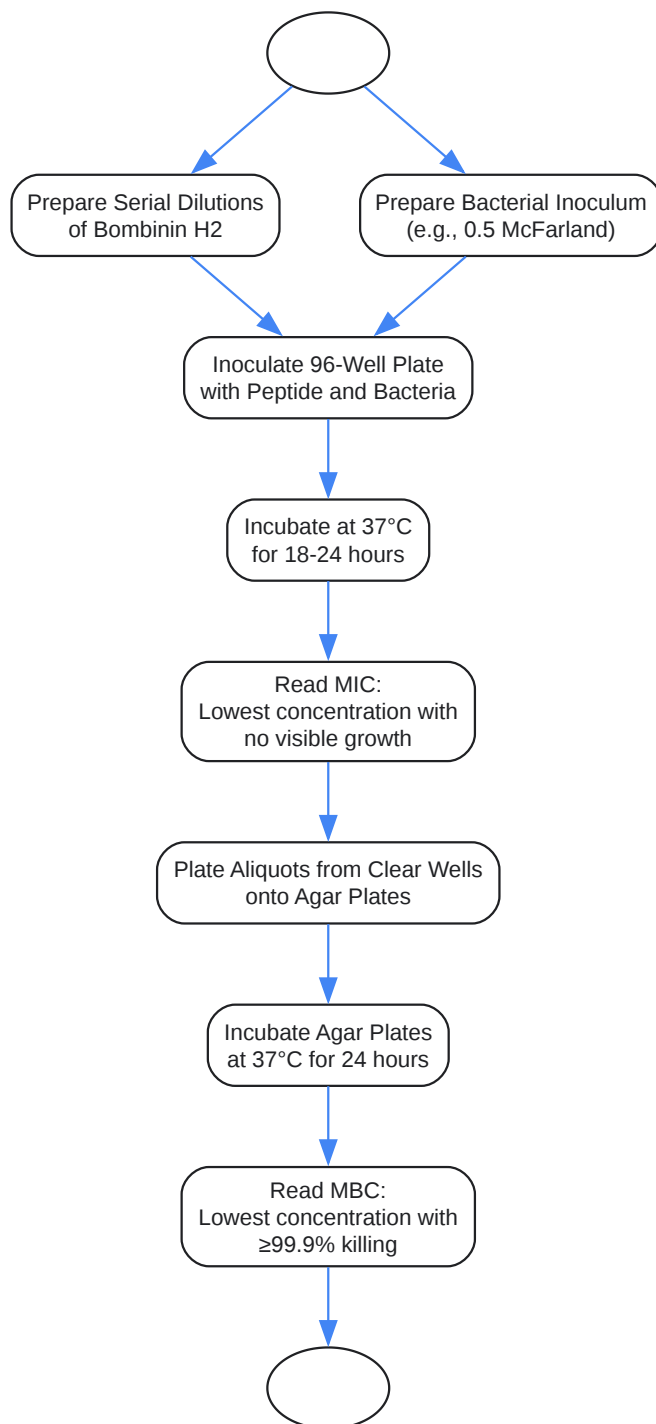 Prepare Serial Dilutions
of Bombinin H2
Prepare Bacterial Inoculum
(e.g., 0.5 McFarland)
Inoculate 96-Well Plate
with Peptide and Bacteria
Incubate at 37°C
for 18-24 hours
Read MIC:
Lowest concentration with
no visible growth
Plate Aliquots from Clear Wells
onto Agar Plates
Incubate Agar Plates
at 37°C for 24 hours
Read MBC:
Lowest concentration with
≥99.9% killing